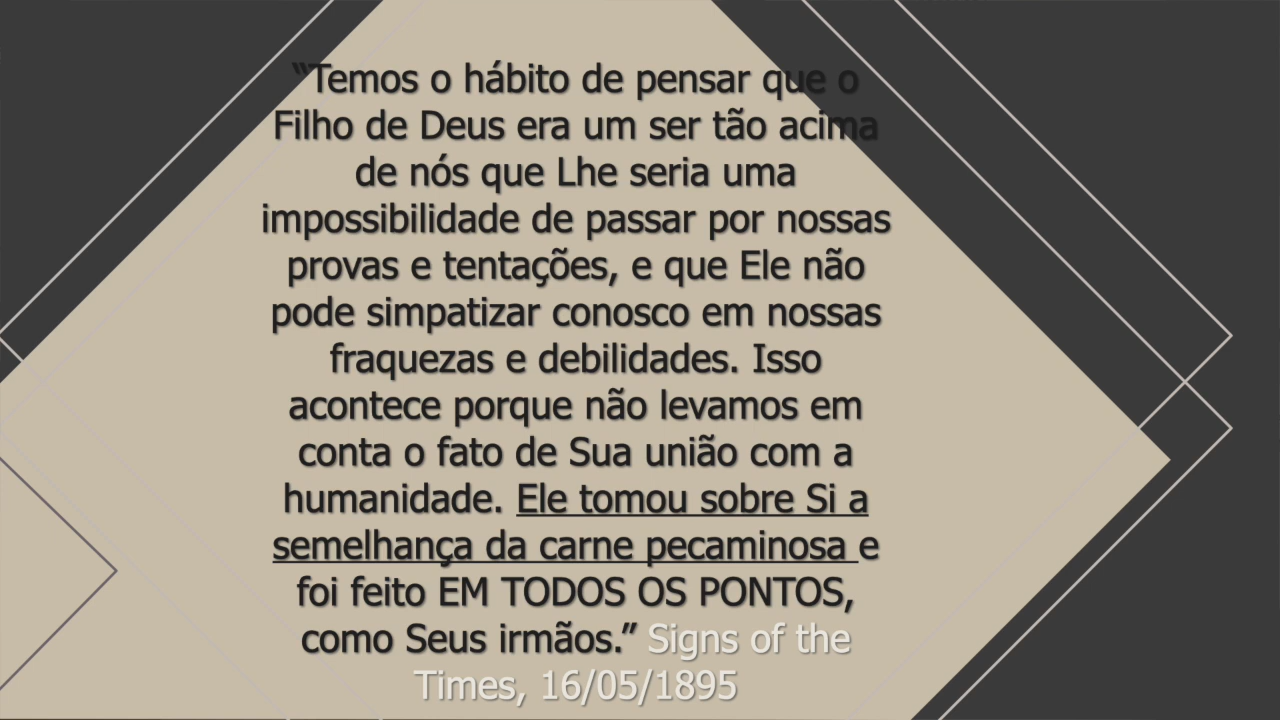 “Temos o hábito de pensar que o
Filho de Deus era um ser tão acima
de nós que Lhe seria uma
impossibilidade de passar por nossas
provas e tentações, e que Ele não
pode simpatizar conosco em nossas
fraquezas e debilidades. Isso
acontece porque não levamos em
conta o fato de Sua união com a
humanidade. Ele tomou sobre Si a
semelhança da carne pecaminosa e
foi feito EM TODOS OS PONTOS,
como Seus irmãos.” Signs of the
Times, 16/05/1895